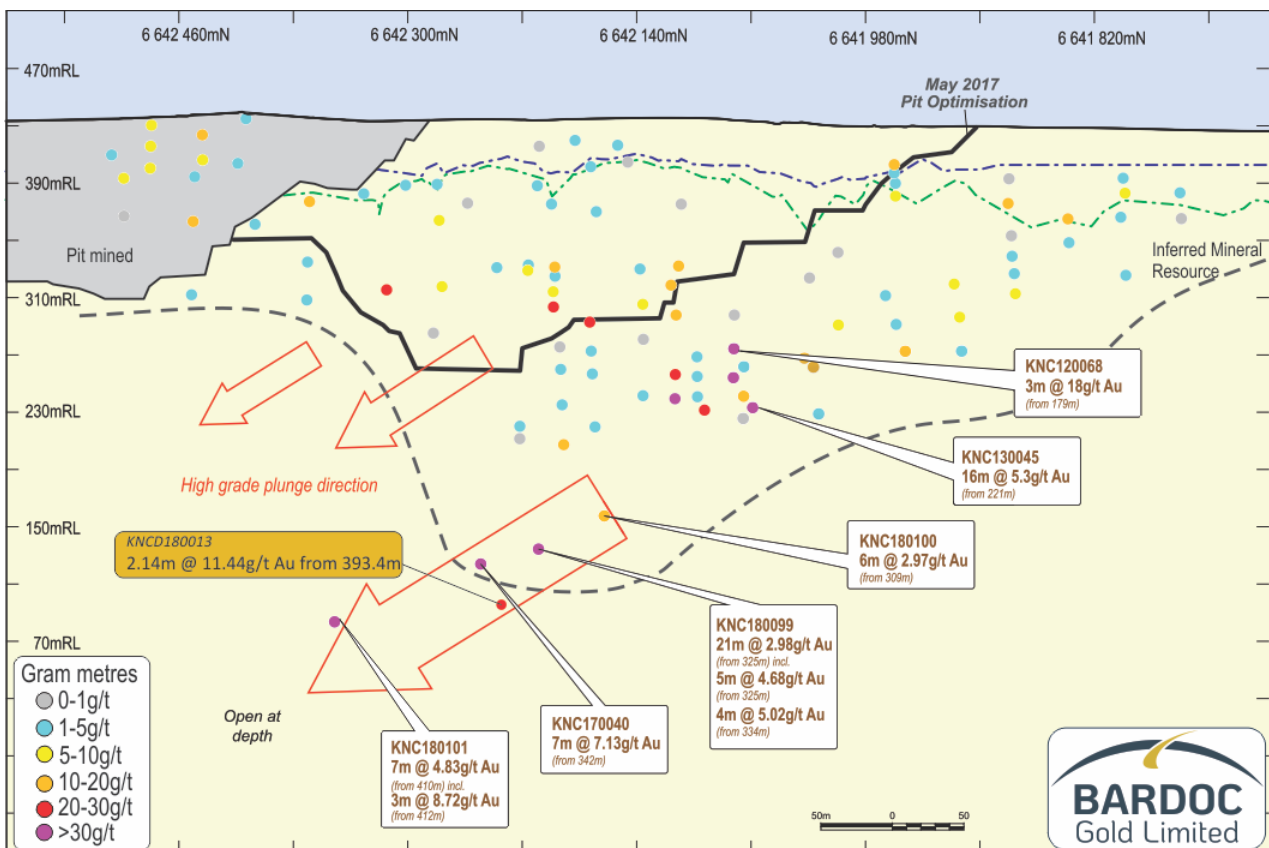 6 642 460mN
6 642 300mN
6 642 140mN
6 641 980mN
6 641 820mN
470mRL
May 2017
Pit Optimisation
390mRL
Pit mined
Inferred Mineral
Resource
310mRL
KNC120068
3m @ 18g/t Au
(from 179m)
230mRL
KNC130045
16m @ 5.3g/t Au
(from 221m)
High grade plunge direction
150mRL
KNCD180013
2.14m @ 11.44g/t Au from 393.4m
KNC180100
6m @ 2.97g/t Au
(from 309m)
70mRL
KNC180099
21m @ 2.98g/t Au
(from 325m) incl.
5m @ 4.68g/t Au
(from 325m)
4m @ 5.02g/t Au
(from 334m)
Gram metres
0-1g/t
1-5g/t
5-10g/t
10-20g/t
20-30g/t
>30g/t
Open at
depth
KNC180101
7m @ 4.83g/t Au
(from 410m) incl.
3m @ 8.72g/t Au
(from 412m)
KNC170040
7m @ 7.13g/t Au
(from 342m)
50m
0
50
BARDOC
Gold Limited